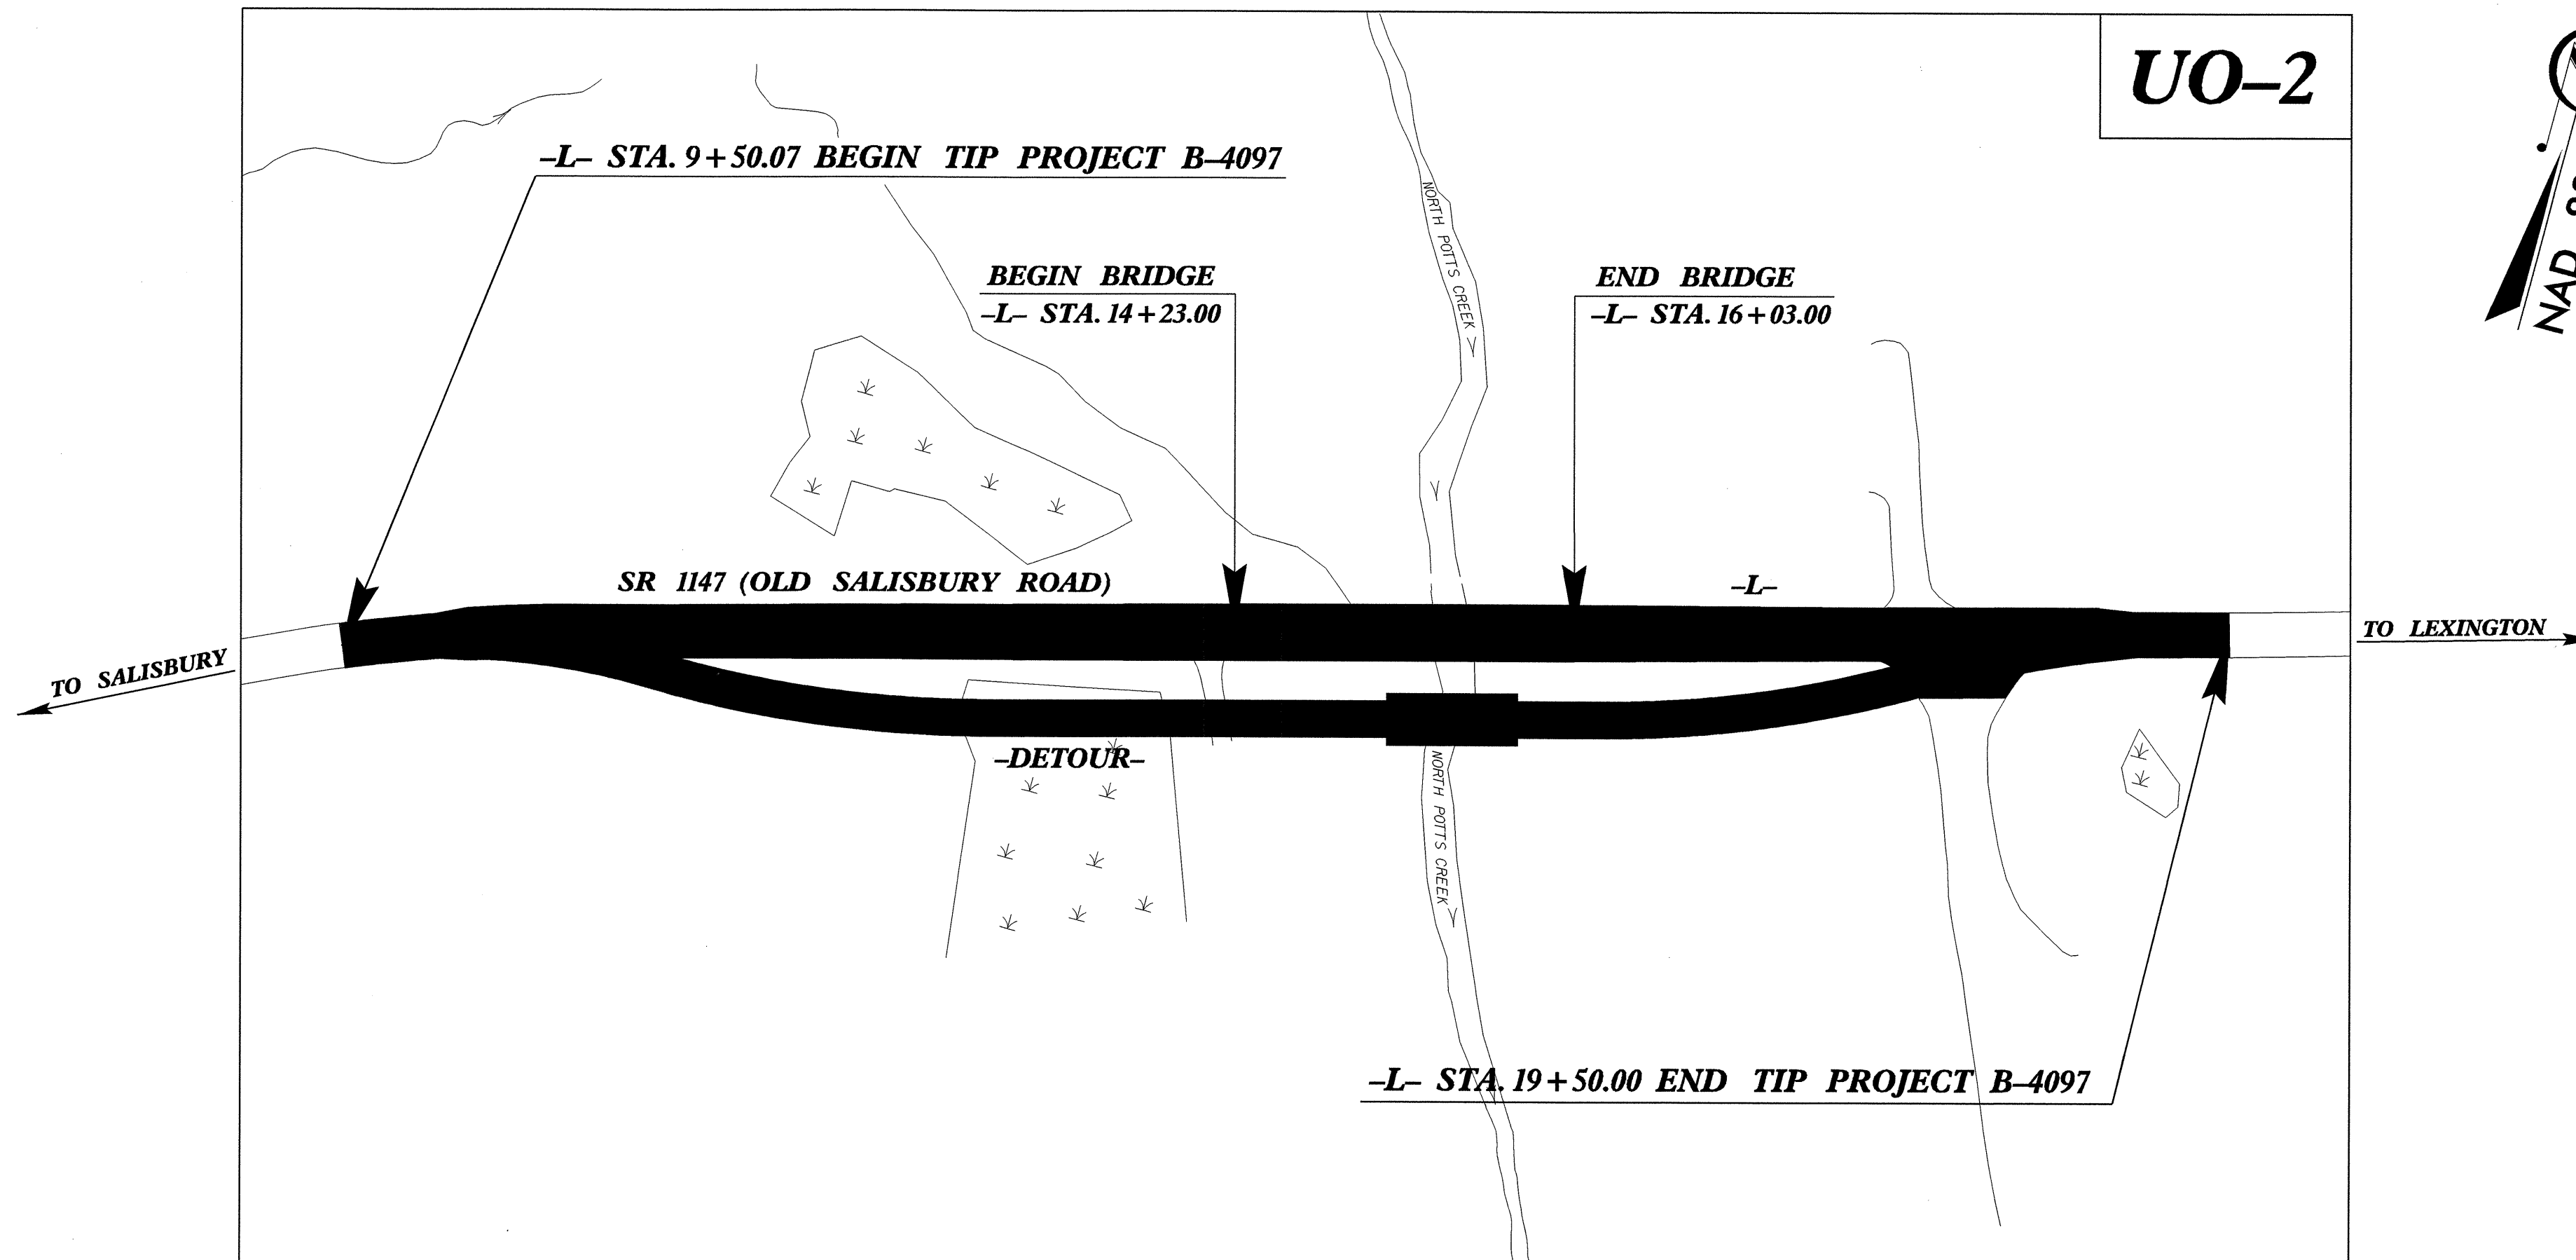 UO–2
–L– STA. 9+50.07 BEGIN TIP PROJECT B–4097
BEGIN BRIDGE
–L– STA. 14+23.00
END BRIDGE
–L– STA. 16+03.00
NORTH POTTS CREEK
NAD
SR 1147 (OLD SALISBURY ROAD)
–L–
TO SALISBURY
TO LEXINGTON
–DETOUR–
NORTH POTTS CREEK
–L– STA. 19+50.00 END TIP PROJECT B–4097